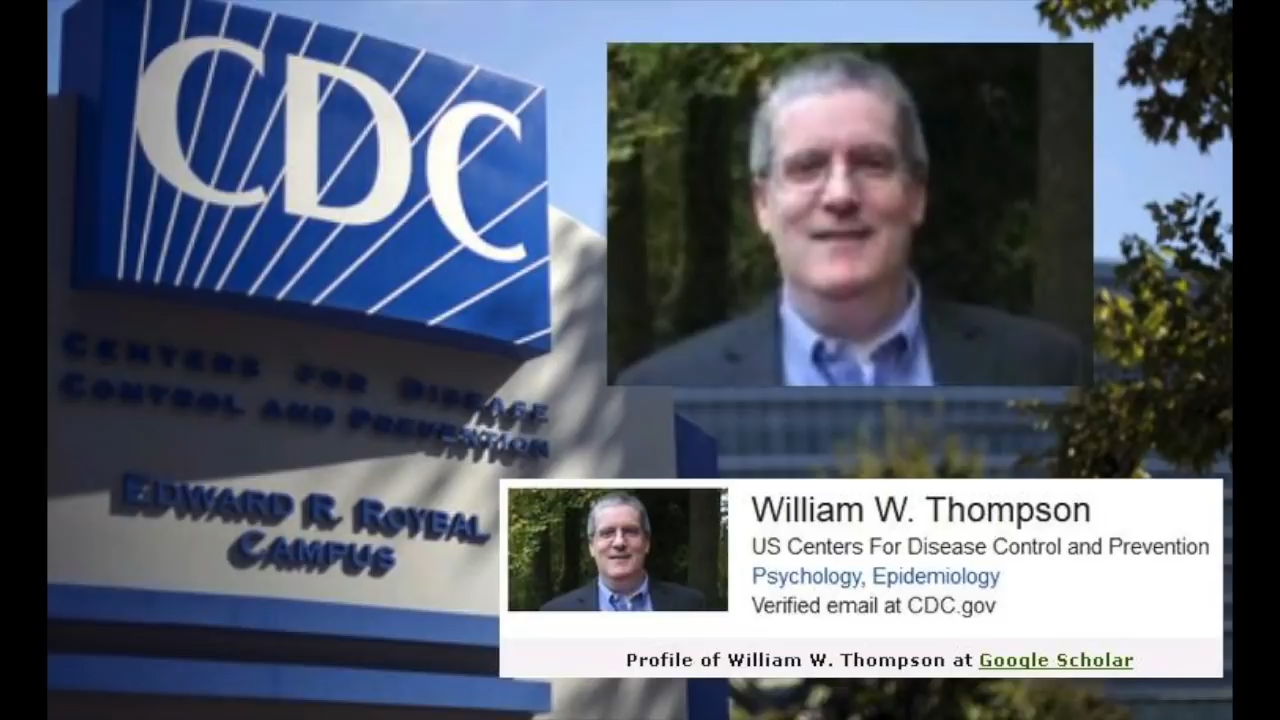 CDC
CENTERS FOR DISEASE
CONTROL AND PREVENTION
EDWARD R. ROYBAL
CAMPUS
William W. Thompson
US Centers For Disease Control and Prevention
Psychology, Epidemiology
Verified email at CDC.gov
Profile of William W. Thompson at Google Scholar